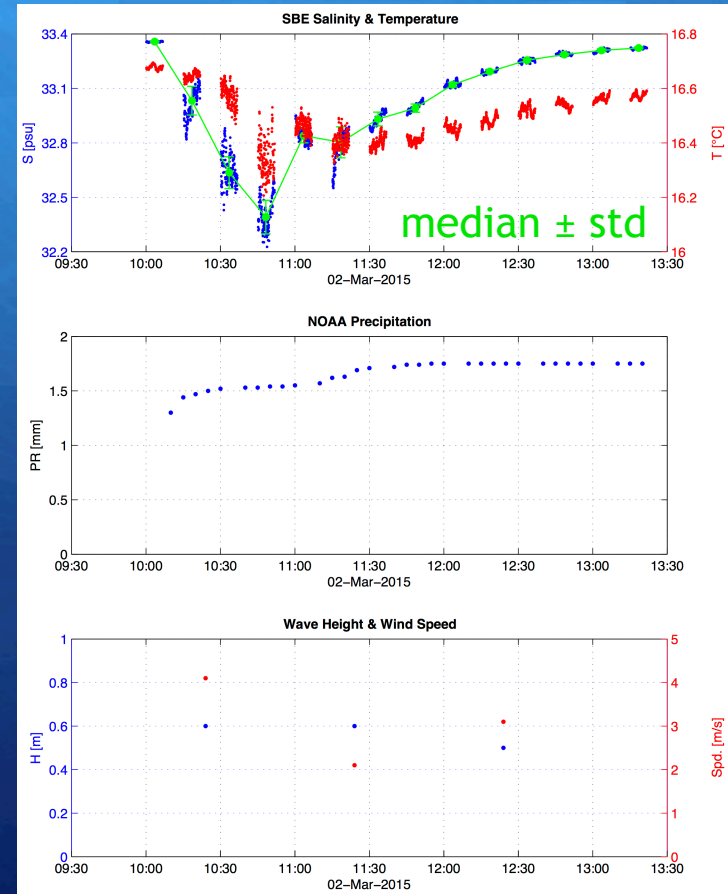 SBE Salinity & Temperature
33.4
33.1
32.8
32.5
32.2
S [psu]
16.8
16.6
16.4
16.2
16
T [°C]
median ± std
09:30 10:00 10:30 11:00 11:30 12:00 12:30 13:00 13:30
02–Mar–2015
NOAA Precipitation
2
1.5
1
0.5
0
PR [mm]
09:30 10:00 10:30 11:00 11:30 12:00 12:30 13:00 13:30
02–Mar–2015
Wave Height & Wind Speed
1
0.8
0.6
0.4
0.2
0
H [m]
5
4
3
2
1
0
Spd. [m/s]
09:30 10:00 10:30 11:00 11:30 12:00 12:30 13:00 13:30
02–Mar–2015